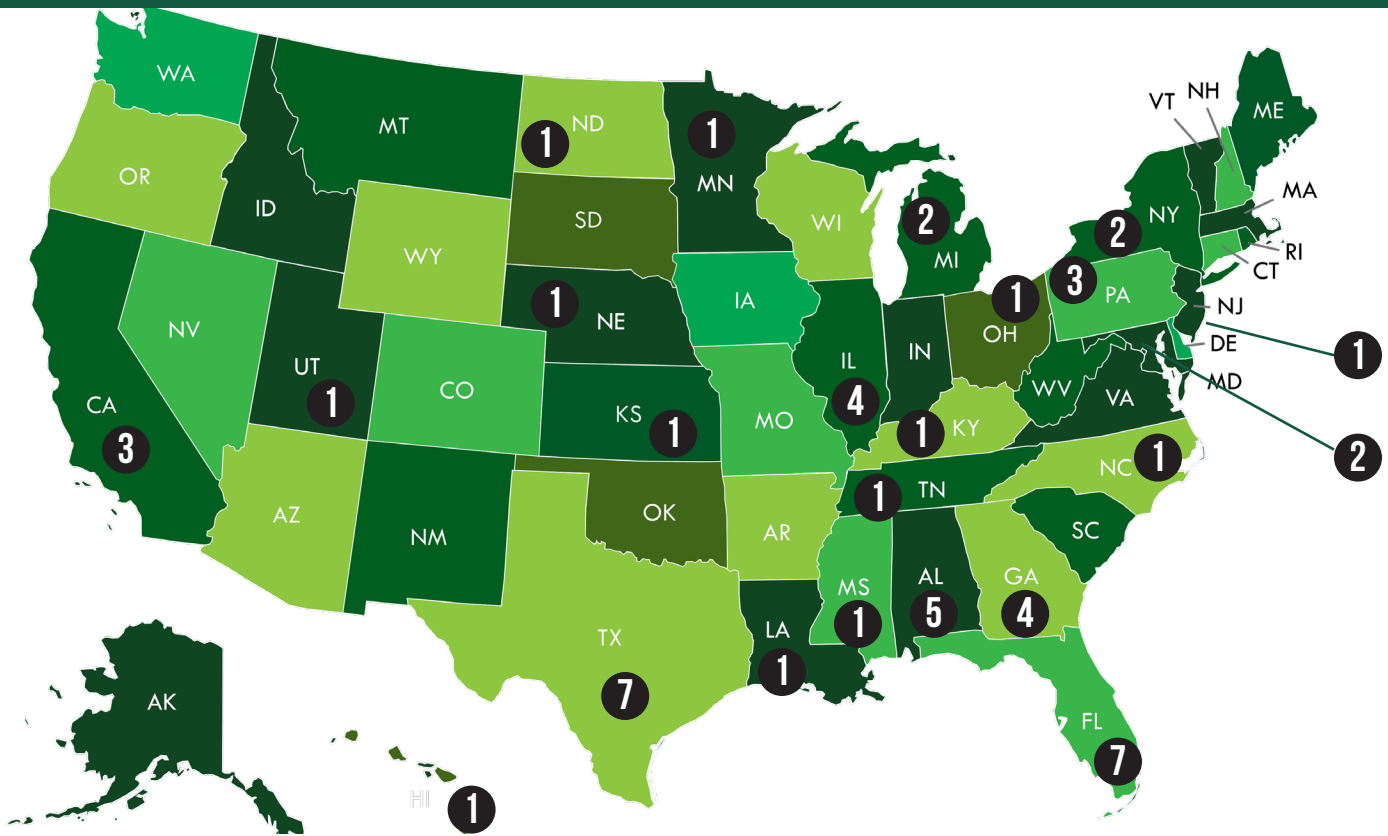 WA
MT
ND
1
MN
1
VT
NH
ME
OR
ID
SD
WI
2
MI
NY
2
MA
RI
CT
WY
NE
1
IA
OH
1
PA
3
NJ
1
DE
MD
2
NV
UT
1
CO
KS
1
MO
IL
4
IN
WV
VA
CA
3
KY
1
NC
1
AZ
NM
OK
AR
TN
1
SC
TX
7
LA
1
MS
1
AL
5
GA
4
FL
7
AK
HI
1